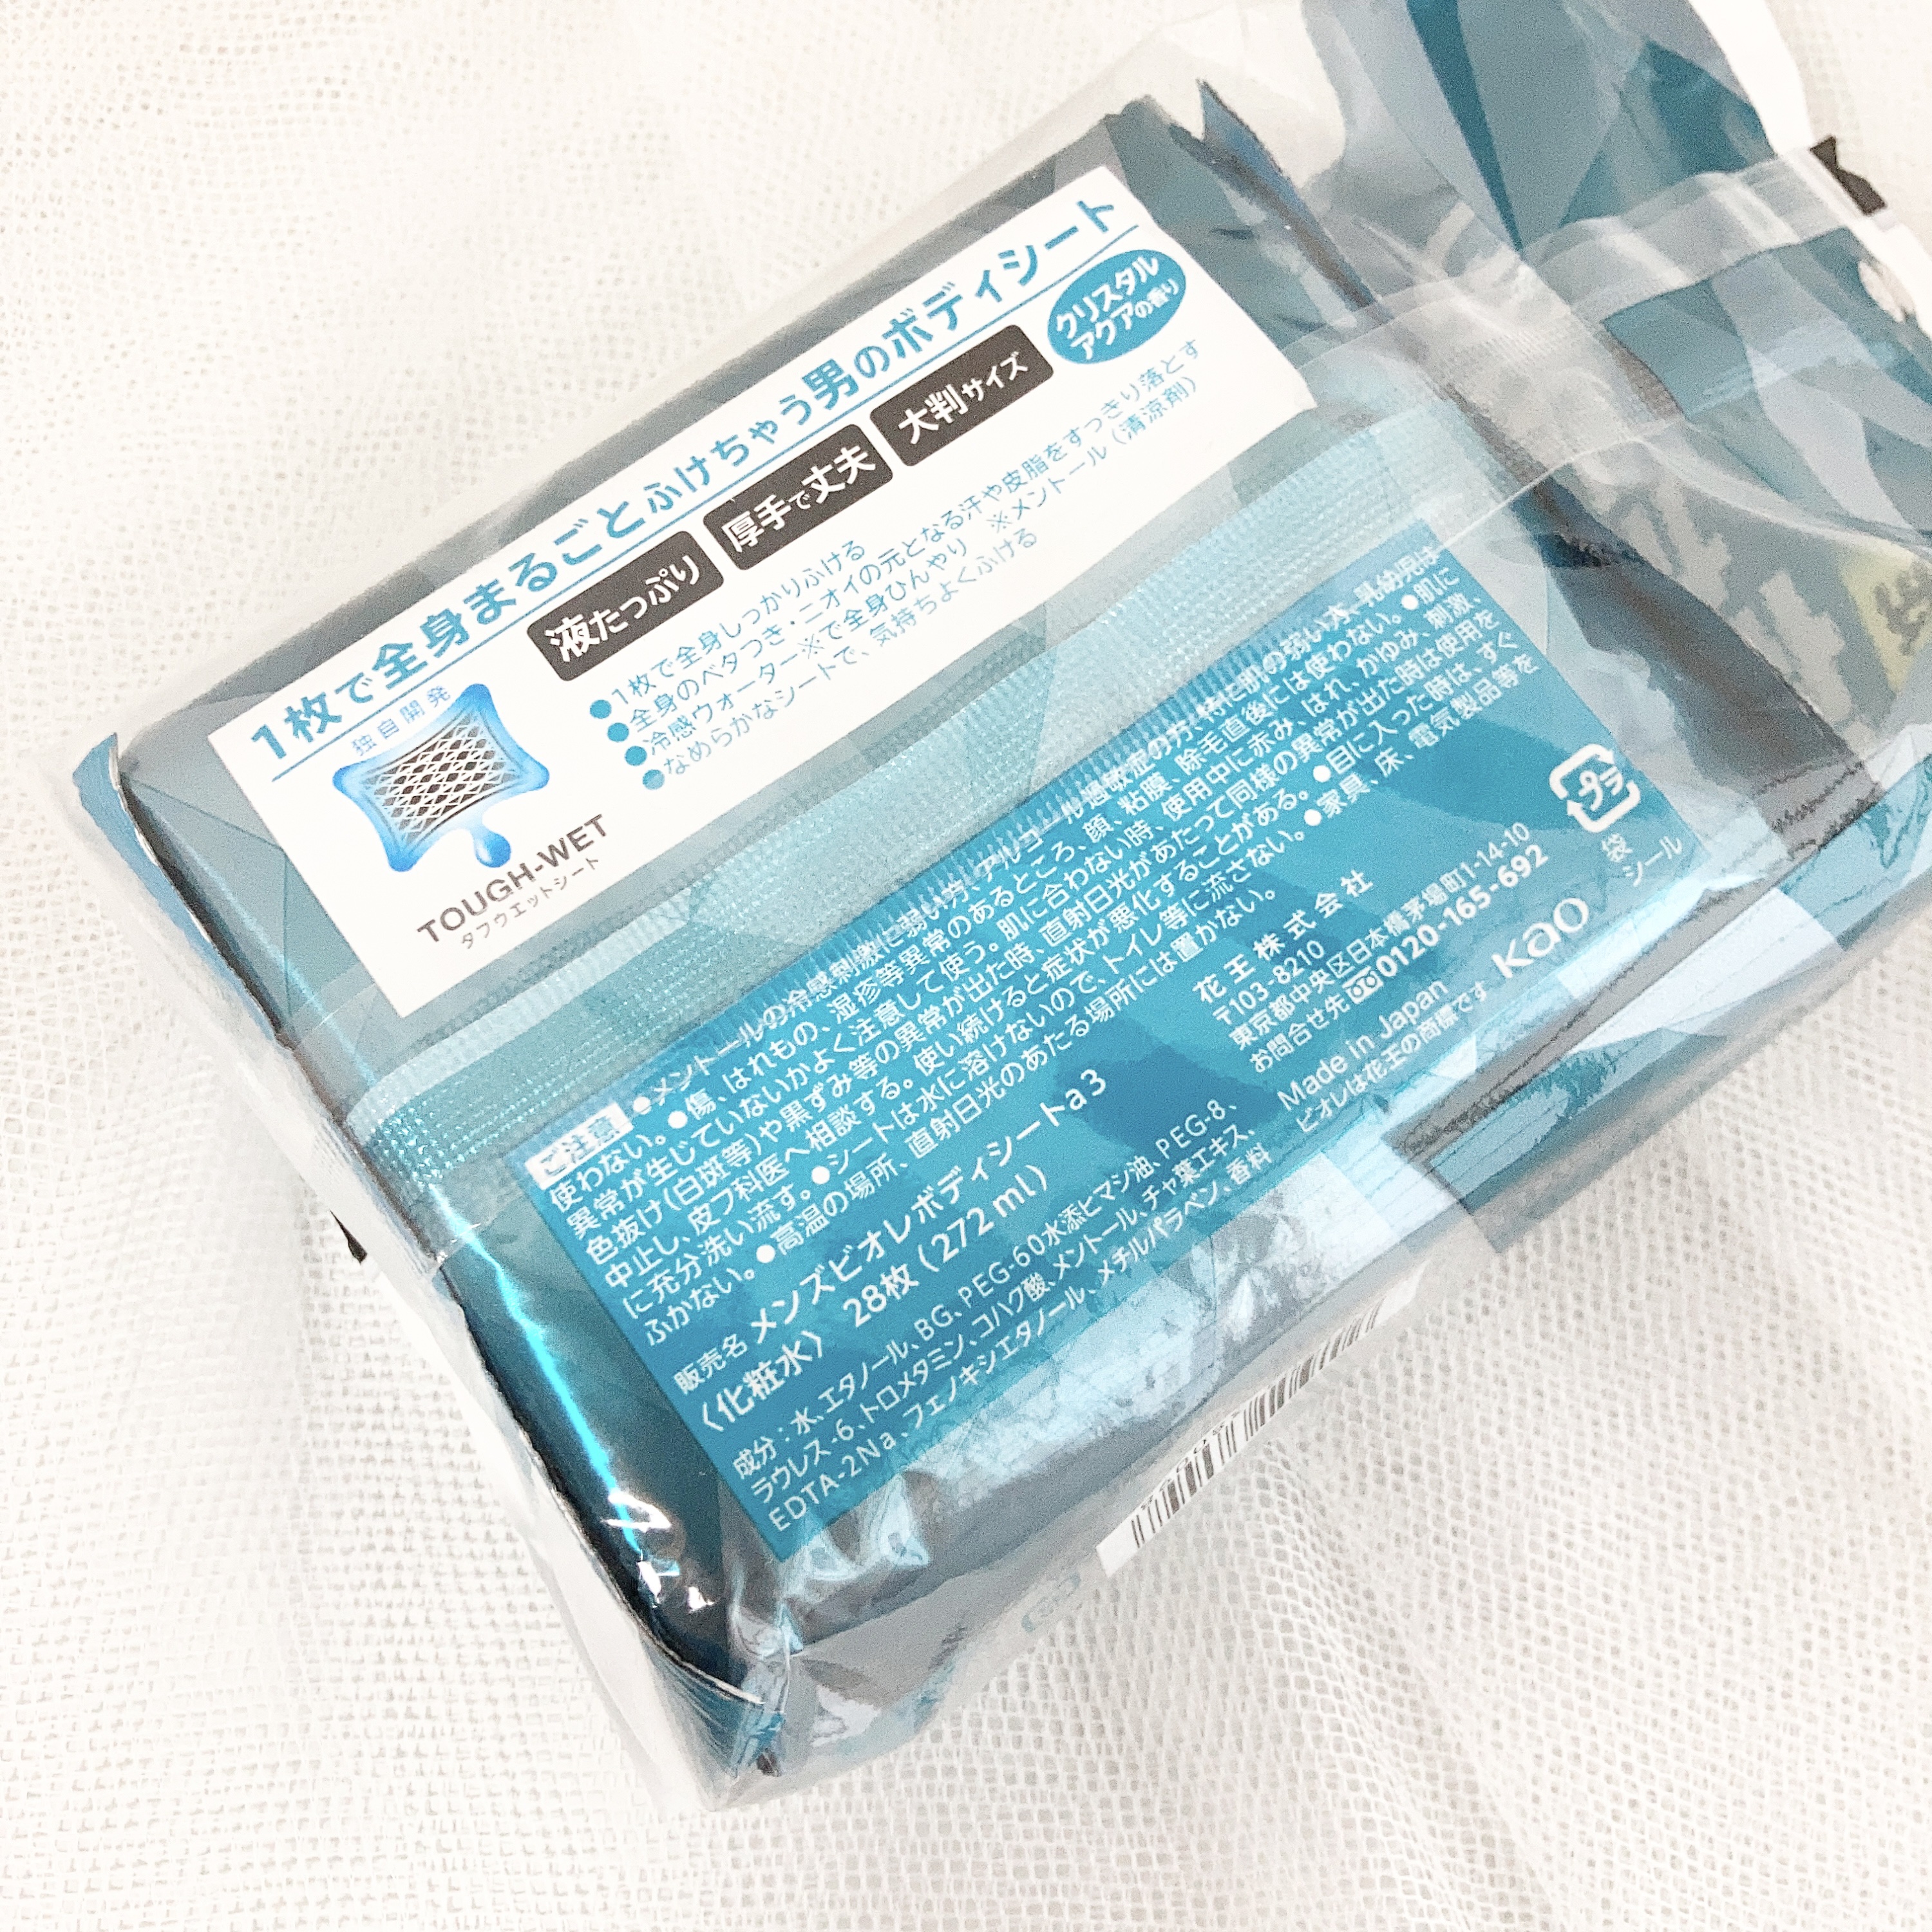 1枚で全身まるごとふけちゃう男のボディシート
独自開発
TOUGH-WET
タフウエットシート
液たっぷり
厚手で丈夫
大判サイズ
クリスタル
アクアの香り
●1枚で全身しっかりふける
●全身のベタつき・ニオイの元となる汗や皮脂をすっきり落とす
●冷感ウォーター※で全身ひんやり ※メントール（清涼剤）
●なめらかなシートで、気持ちよくふける
ご注意 ●メントールの冷感刺激に弱い方、アルコール過敏症の方、特に肌の弱い方、乳幼児は
使わない。●傷、はれもの、湿疹等異常のあるところ、顔、粘膜、除毛直後には使わない。●肌に
異常が生じていないかよく注意して使う。肌に合わない時、使用中に赤み、はれ、かゆみ、刺激、
色抜け(白斑等)や黒ずみ等の異常が出た時、直射日光があたって同様の異常が出た時は使用を
中止し、皮フ科医へ相談する。使い続けると症状が悪化することがある。●目に入った時は、すぐ
に充分洗い流す。●シートは水に溶けないので、トイレ等に流さない。●家具、床、電気製品等を
ふかない。●高温の場所、直射日光のあたる場所には置かない。
販売名 メンズビオレボディシートa3
〈化粧水〉 28枚（272 ml）
成分：水、エタノール、BG、PEG-60水添ヒマシ油、PEG-8、
ラウレス-6、トロメタミン、コハク酸、メントール、チャ葉エキス、
EDTA-2Na、フェノキシエタノール、メチルパラベン、香料
花王株式会社
〒103-8210
東京都中央区日本橋茅場町1-14-10
お問合せ先 0120-165-692
Made in Japan
ビオレは花王の商標です
Kao
プラ
袋
シール